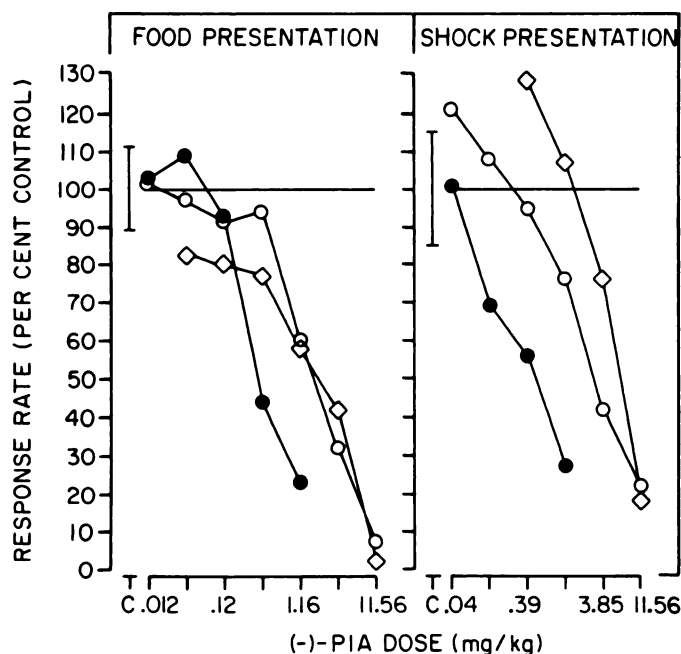 FOOD PRESENTATION
SHOCK PRESENTATION
RESPONSE RATE (PER CENT CONTROL)
130
120
110
100
90
80
70
60
50
40
30
20
10
0
C .012 .12 1.16 11.56
C .04 .39 3.85 11.56
(-)-PIA DOSE (mg/kg)